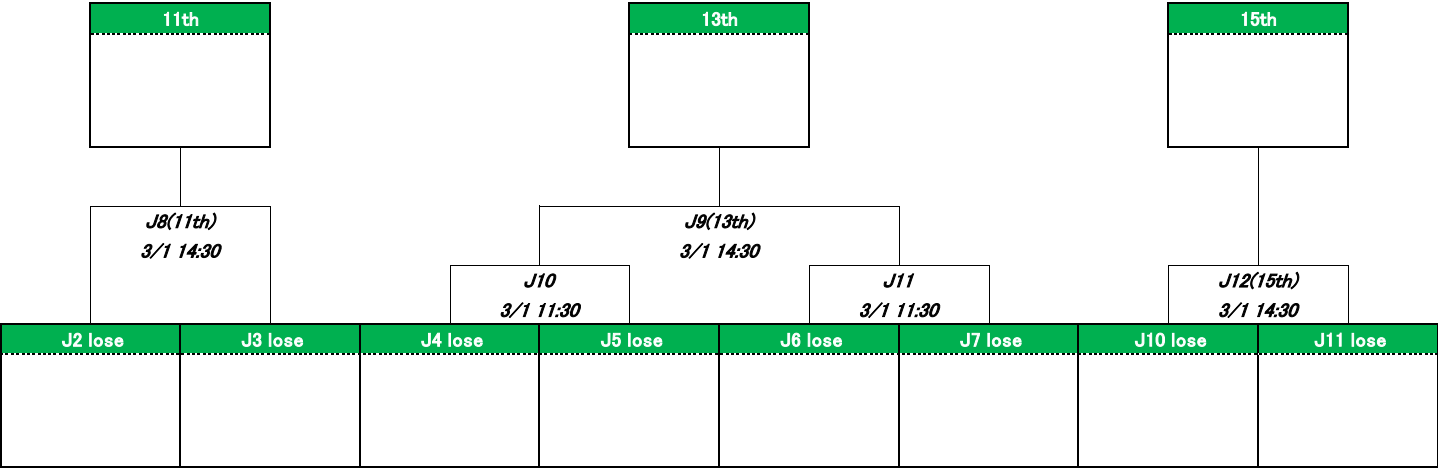 11th
13th
15th
J8(11th)
3/1 14:30
J9(13th)
3/1 14:30
J10
3/1 11:30
J11
3/1 11:30
J12(15th)
3/1 14:30
J2 lose
J3 lose
J4 lose
J5 lose
J6 lose
J7 lose
J10 lose
J11 lose